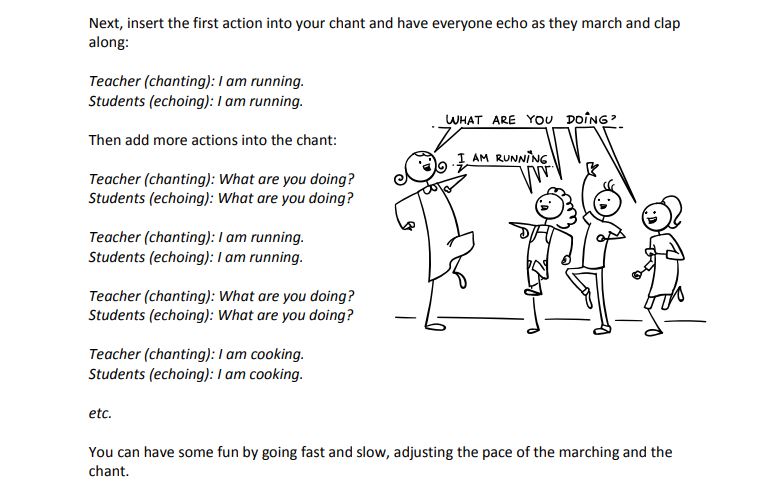 Next, insert the first action into your chant and have everyone echo as they march and clap
along:
Teacher (chanting): I am running.
Students (echoing): I am running.
Then add more actions into the chant:
Teacher (chanting): What are you doing?
Students (echoing): What are you doing?
Teacher (chanting): I am running.
Students (echoing): I am running.
Teacher (chanting): What are you doing?
Students (echoing): What are you doing?
Teacher (chanting): I am cooking.
Students (echoing): I am cooking.
etc.
WHAT ARE YOU DOING?
I AM RUNNING
You can have some fun by going fast and slow, adjusting the pace of the marching and the
chant.